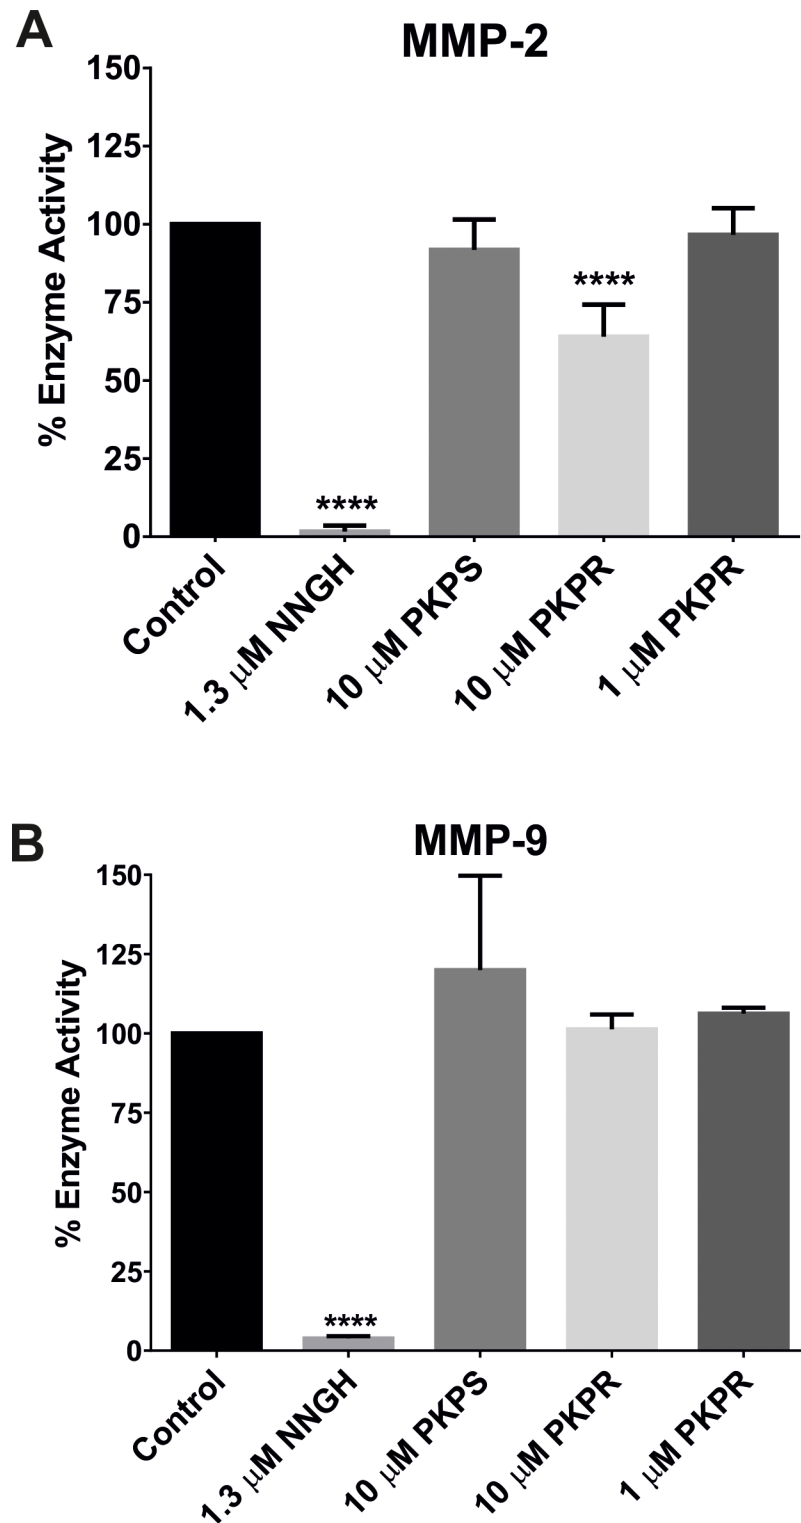 A
MMP-2
% Enzyme Activity
150
125
100
75
50
25
0
****
****
Control
1.3 μM NNGH
10 μM PKPS
10 μM PKPR
1 μM PKPR
B
MMP-9
% Enzyme Activity
150
125
100
75
50
25
0
****
Control
1.3 μM NNGH
10 μM PKPS
10 μM PKPR
1 μM PKPR